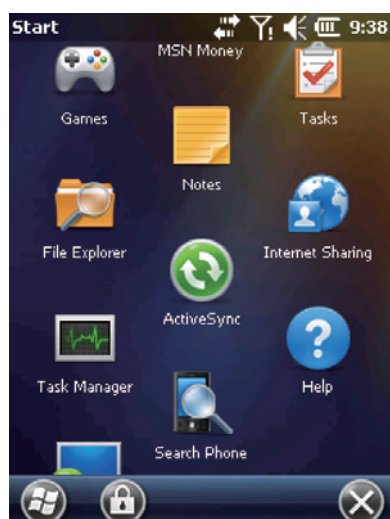 Start 9:38
MSN Money
Games
Tasks
Notes
File Explorer
Internet Sharing
ActiveSync
Task Manager
Help
Search Phone